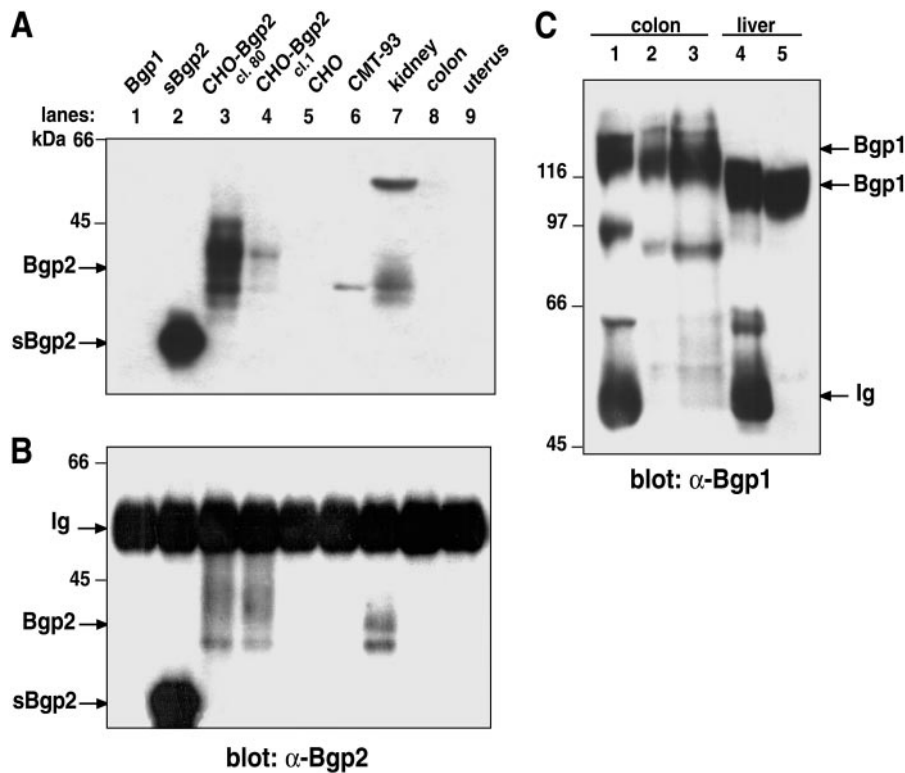 A
Bgp1
sBgp2
CHO-Bgp2 cl. 80
CHO-Bgp2 cl.1
CHO
CMT-93
kidney
colon
uterus
lanes: 1 2 3 4 5 6 7 8 9
kDa 66
45
Bgp2
sBgp2
B
66
Ig
45
Bgp2
sBgp2
blot: α-Bgp2
C
colon liver
1 2 3 4 5
Bgp1
116
Bgp1
97
66
Ig
45
blot: α-Bgp1